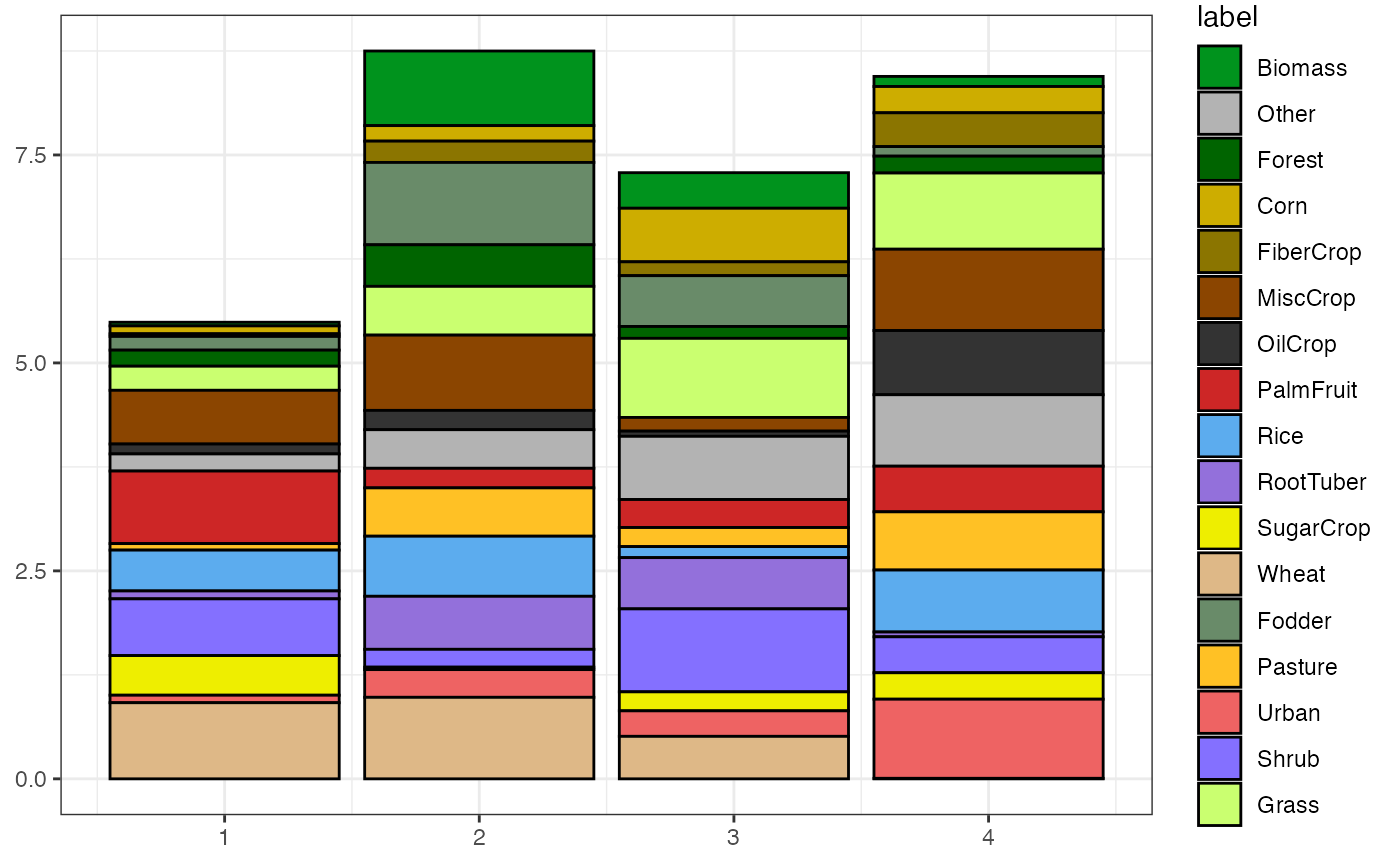 label
Biomass
Other
Forest
Corn
FiberCrop
MiscCrop
OilCrop
PalmFruit
Rice
RootTuber
SugarCrop
Wheat
Fodder
Pasture
Urban
Shrub
Grass
7.5
5.0
2.5
0.0
1 2 3 4